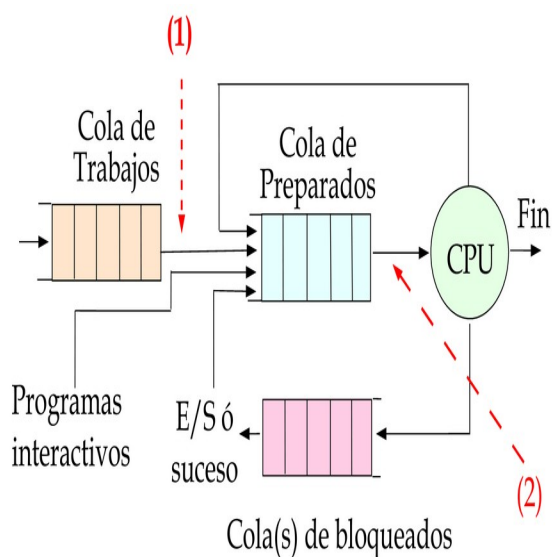 (1)
Cola de
Trabajos
Cola de
Preparados
CPU
Fin
Programas
interactivos
E/S ó
suceso
(2)
Cola(s) de bloqueados